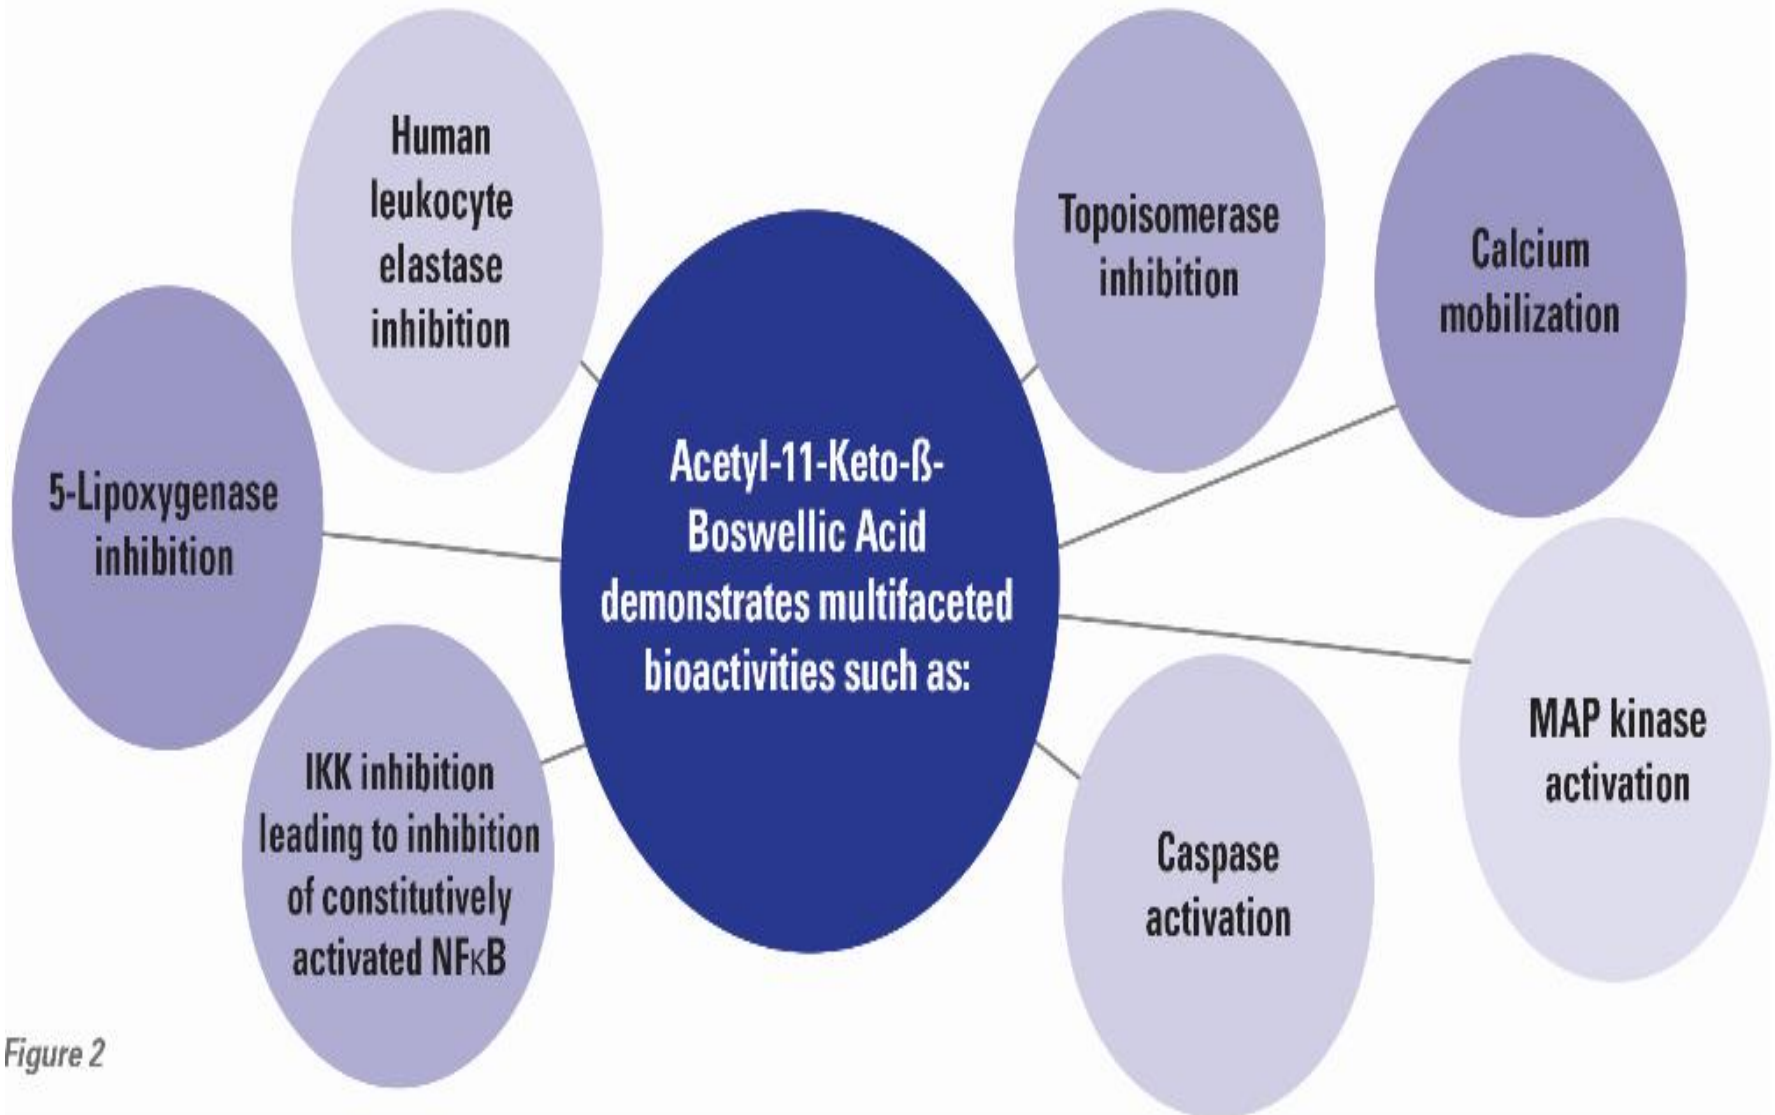 Human
leukocyte
elastase
inhibition
Topoisomerase
inhibition
Calcium
mobilization
5-Lipoxygenase
inhibition
Acetyl-11-Keto-ß-
Boswellic Acid
demonstrates multifaceted
bioactivities such as:
MAP kinase
activation
IKK inhibition
leading to inhibition
of constitutively
activated NFκB
Caspase
activation
Figure 2